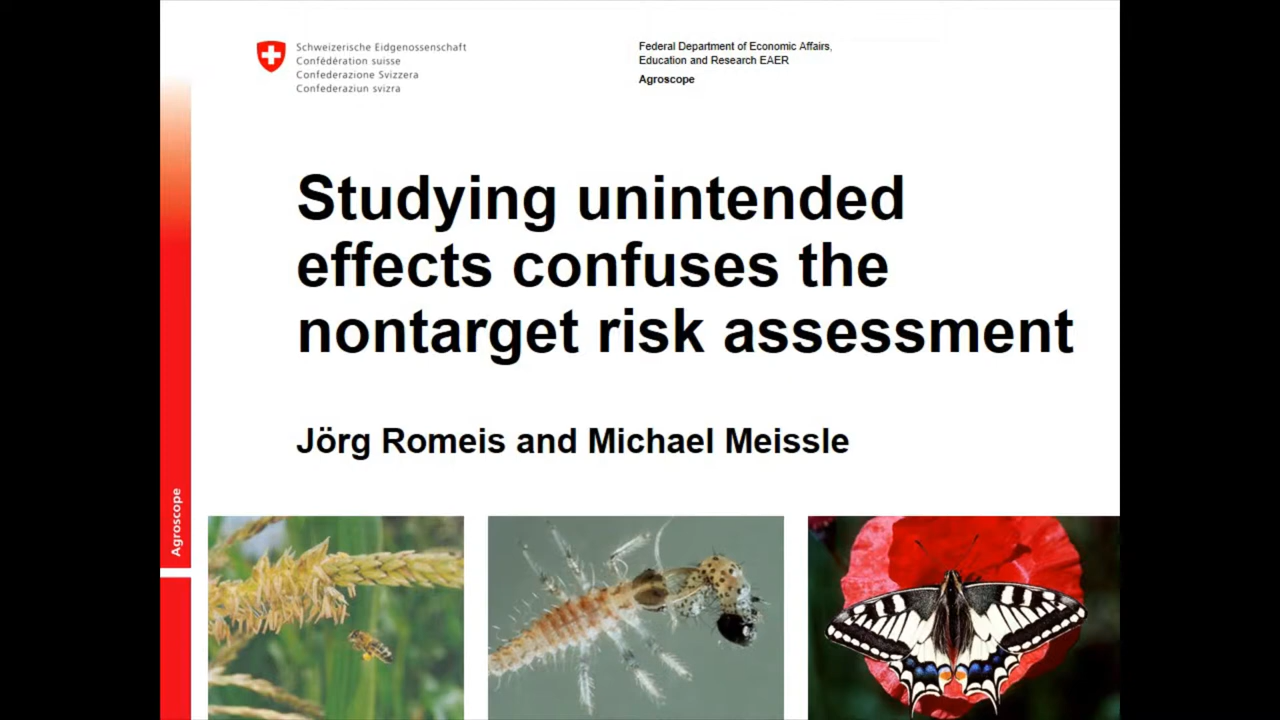 Schweizerische Eidgenossenschaft
Confédération suisse
Confederazione Svizzera
Confederaziun svizra
Federal Department of Economic Affairs,
Education and Research EAER
Agroscope
Studying unintended
effects confuses the
nontarget risk assessment
Jörg Romeis and Michael Meissle
Agroscope